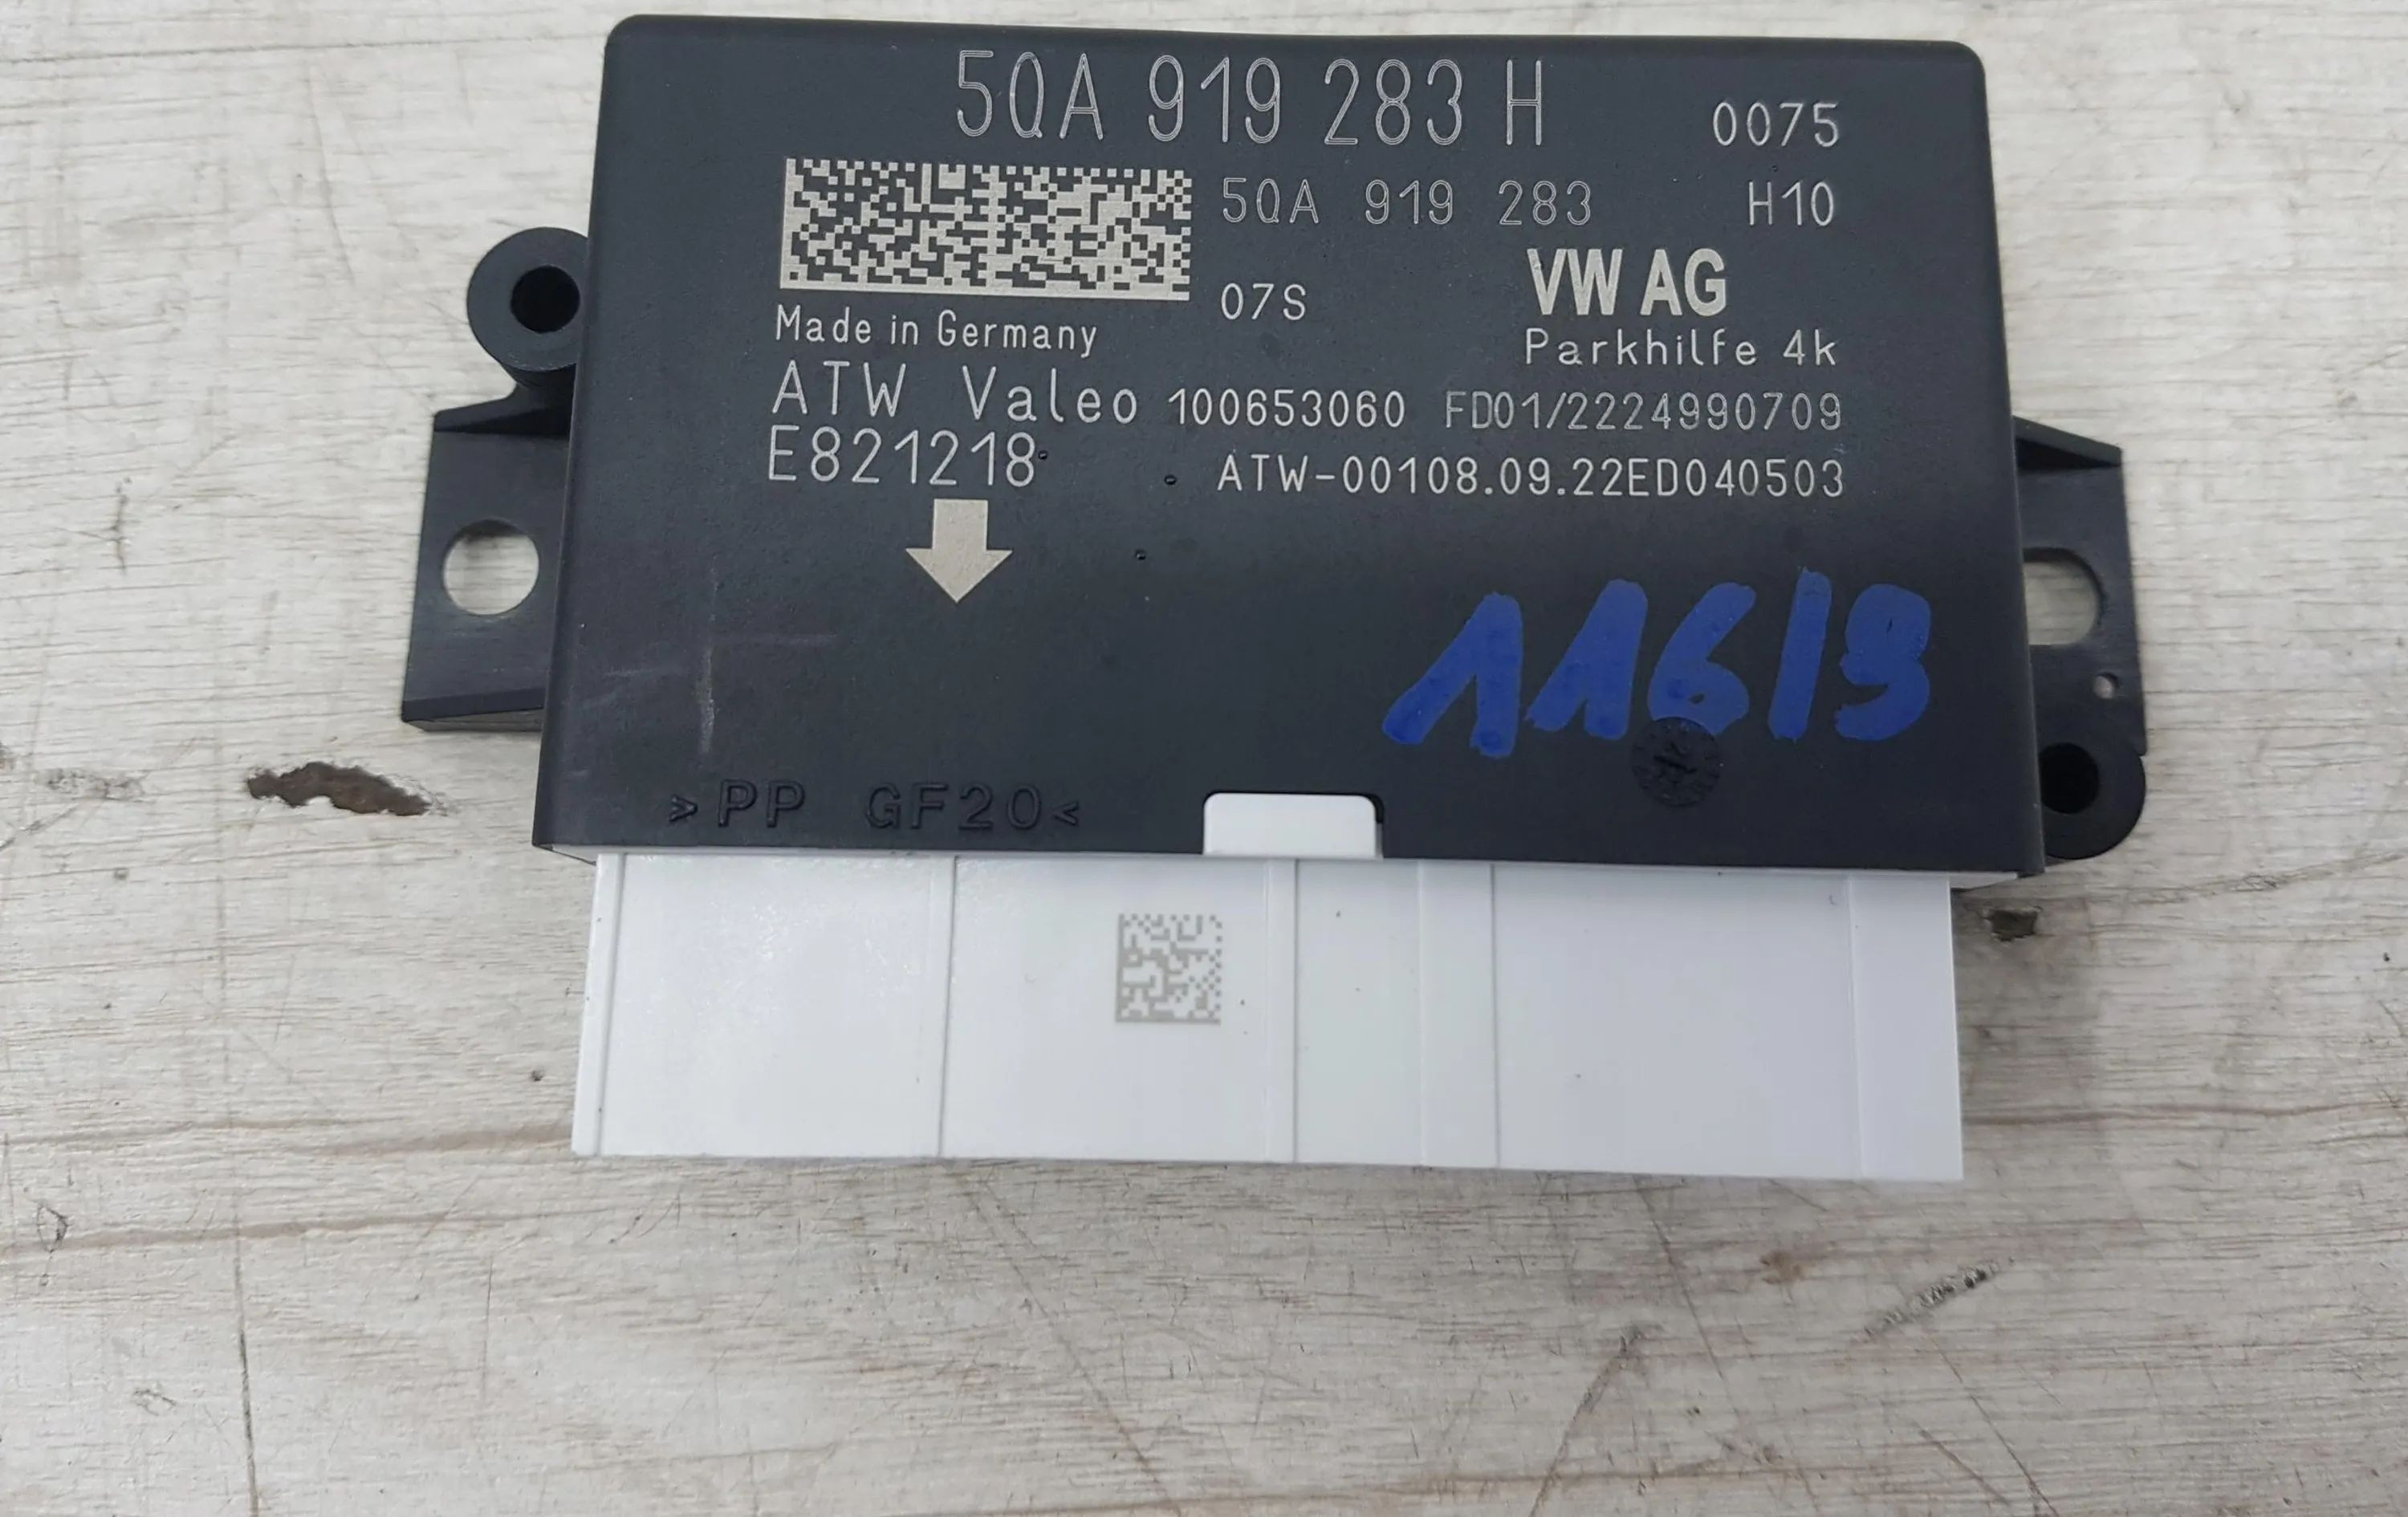 5QA 919 283 H 0075
5QA 919 283 H10
07S VW AG
Made in Germany Parkhilfe 4k
ATW Valeo 100653060 FD01/2224990709
E821218 ATW-00108.09.22ED040503
11619
>PP GF20<